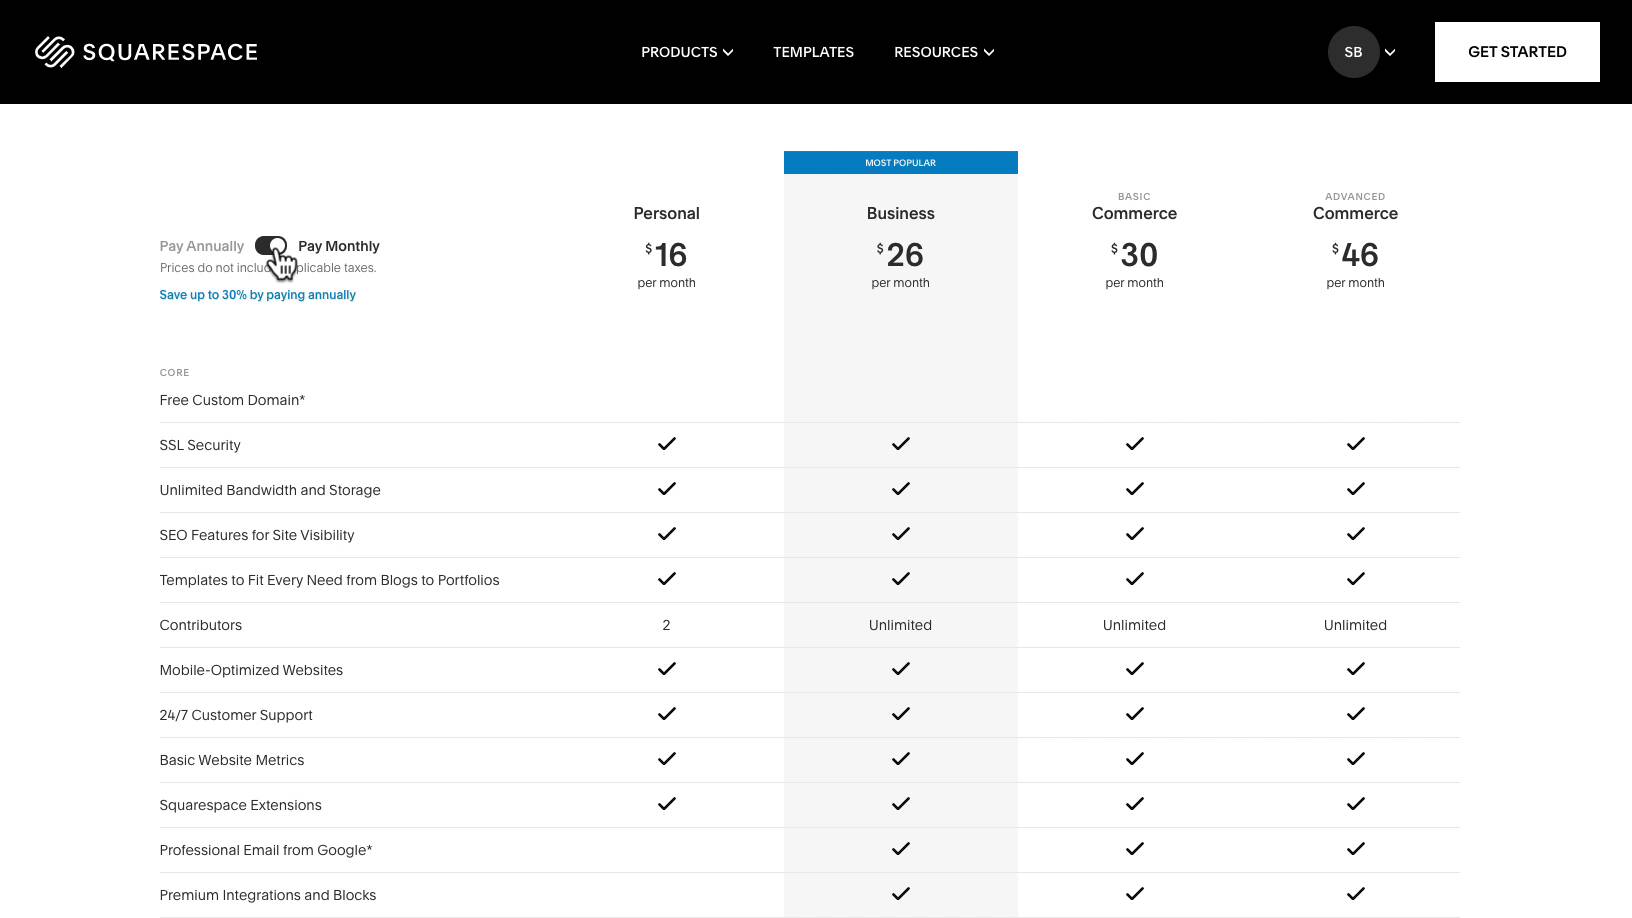 SQUARESPACE
PRODUCTS
TEMPLATES
RESOURCES
SB
GET STARTED
MOST POPULAR
Personal
Business
BASIC
Commerce
ADVANCED
Commerce
Pay Annually
Pay Monthly
$16
$26
$30
$46
Prices do not taxes.
per month
per month
per month
per month
Save up to 30% by paying annually
CORE
Free Custom Domain*
SSL Security
Unlimited Bandwidth and Storage
SEO Features for Site Visibility
Templates to Fit Every Need from Blogs to Portfolios
Contributors 2 Unlimited Unlimited Unlimited
Mobile-Optimized Websites
24/7 Customer Support
Basic Website Metrics
Squarespace Extensions
Professional Email from Google*
Premium Integrations and Blocks